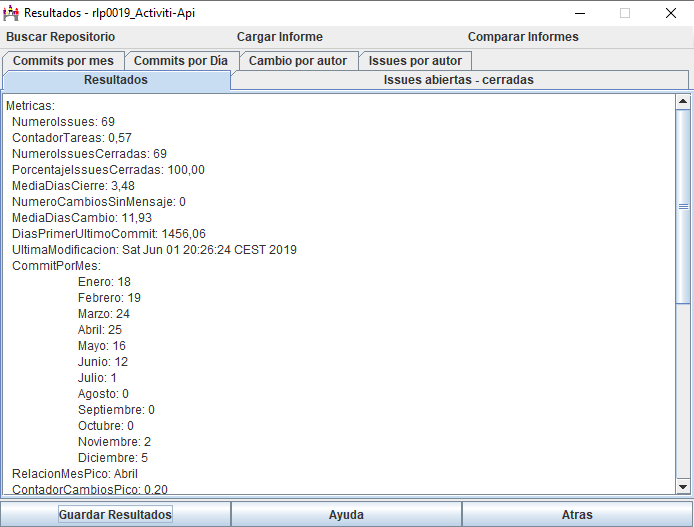 Resultados - rlp0019_Activiti-Api
Buscar Repositorio Cargar Informe Comparar Informes
Commits por mes Commits por Día Cambio por autor Issues por autor
Resultados Issues abiertas - cerradas
Metricas:
NumeroIssues: 69
ContadorTareas: 0,57
NumeroIssuesCerradas: 69
PorcentajeIssuesCerradas: 100,00
MediaDiasCierre: 3,48
NumeroCambiosSinMensaje: 0
MediaDiasCambio: 11,93
DiasPrimerUltimoCommit: 1456,06
UltimaModificacion: Sat Jun 01 20:26:24 CEST 2019
CommitPorMes:
Enero: 18
Febrero: 19
Marzo: 24
Abril: 25
Mayo: 16
Junio: 12
Julio: 1
Agosto: 0
Septiembre: 0
Octubre: 0
Noviembre: 2
Diciembre: 5
RelacionMesPico: Abril
ContadorCambiosPico: 0,20
Guardar Resultados Ayuda Atras